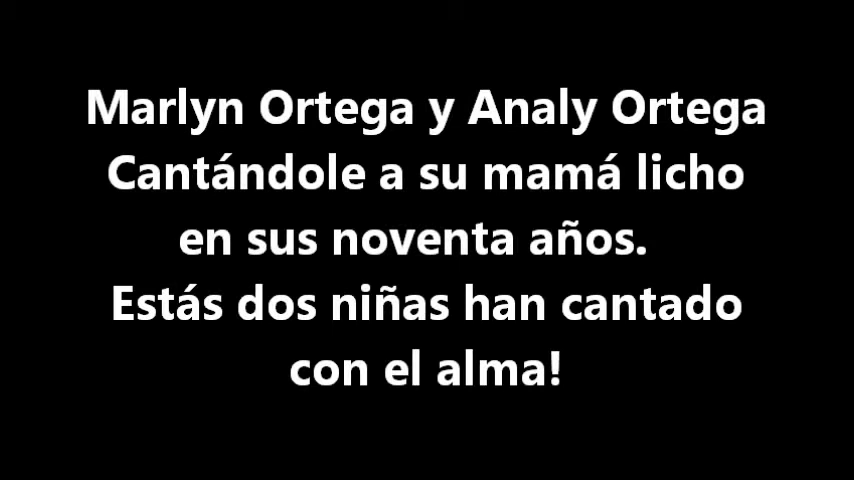 Marlyn Ortega y Analy Ortega
Cantándole a su mamá licho
en sus noventa años.
Estás dos niñas han cantado
con el alma!